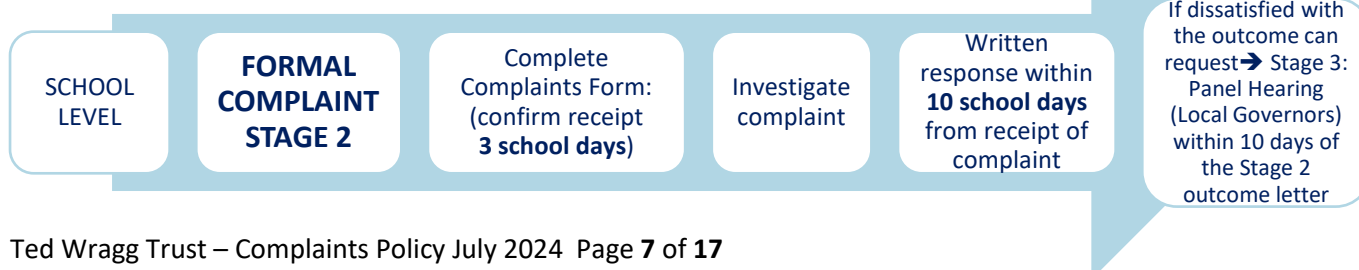 SCHOOL
LEVEL
FORMAL
COMPLAINT
STAGE 2
Complete
Complaints Form:
(confirm receipt
3 school days)
Investigate
complaint
Written
response within
10 school days
from receipt of
complaint
If dissatisfied with
the outcome can
request➔ Stage 3:
Panel Hearing
(Local Governors)
within 10 days of
the Stage 2
outcome letter
Ted Wragg Trust – Complaints Policy July 2024 Page 7 of 17